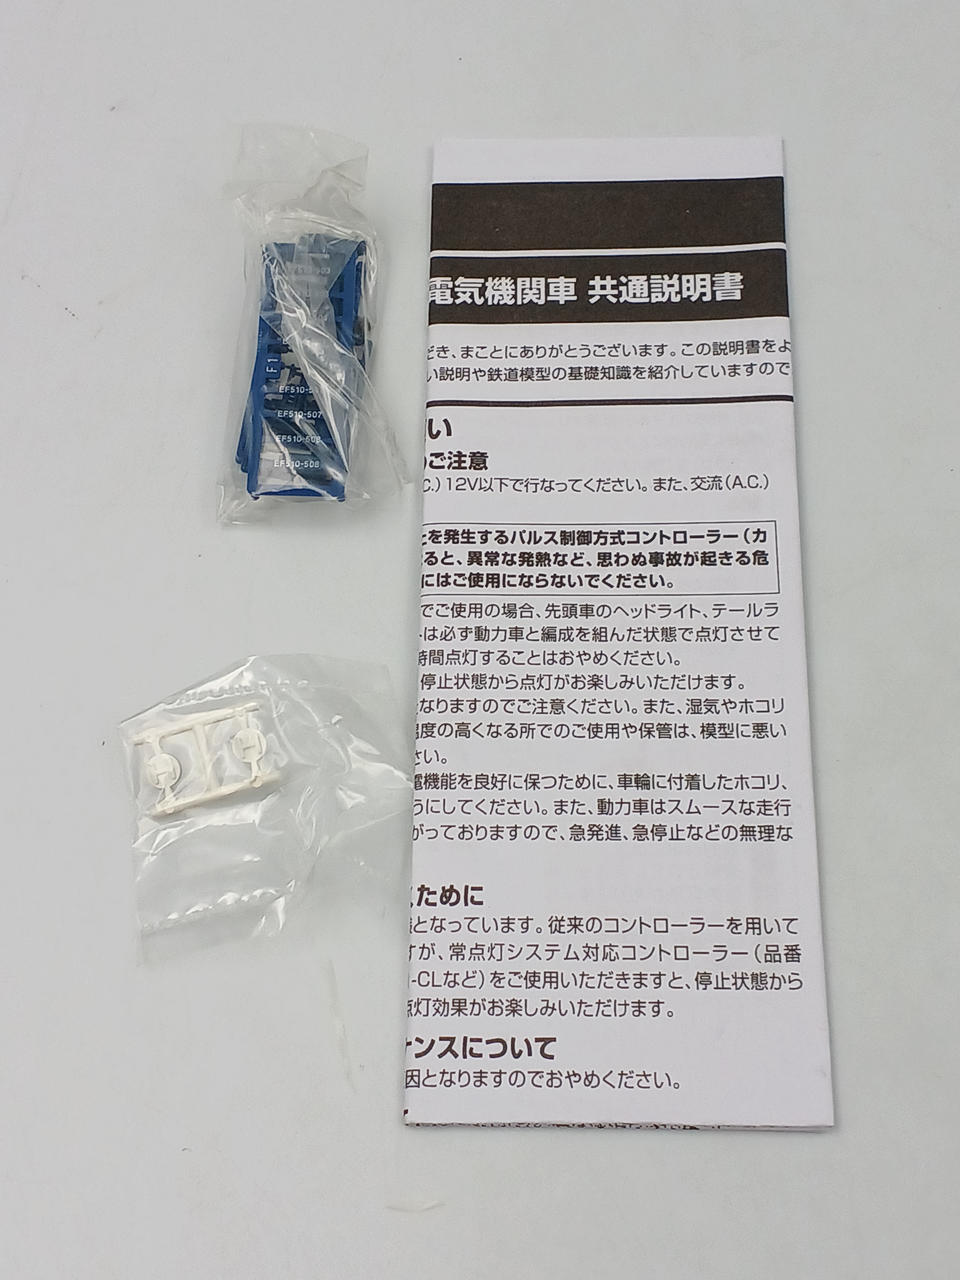 EF510-503
EF510-507
EF510-508
EF510-508
電気機関車 共通説明書
だき、まことにありがとうございます。この説明書をよ
い説明や鉄道模型の基礎知識を紹介していますので
い
のご注意
C.) 12V以下で行なってください。また、交流(A.C.)
とを発生するパルス制御方式コントローラー(カ
ると、異常な発熱など、思わぬ事故が起きる危
にはご使用にならないでください。
でご使用の場合、先頭車のヘッドライト、テールラ
は必ず動力車と編成を組んだ状態で点灯させて
時間点灯することはおやめください。
停止状態から点灯がお楽しみいただけます。
なりますのでご注意ください。また、湿気やホコリ
温度の高くなる所でのご使用や保管は、模型に悪い
さい。
電機能を良好に保つために、車輪に付着したホコリ、
うにしてください。また、動力車はスムースな走行
がっておりますので、急発進、急停止などの無理な
ために
となっています。従来のコントローラーを用いて
すが、常点灯システム対応コントローラー(品番
-CLなど)をご使用いただきますと、停止状態から
点灯効果がお楽しみいただけます。
ナンスについて
因となりますのでおやめください。